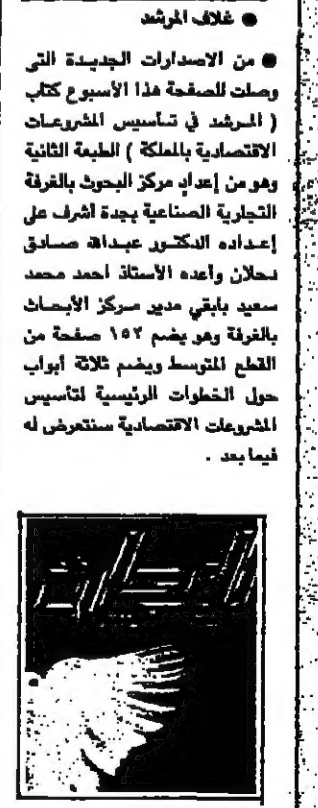 ● غلاف المرشد
● من الاصدارات الجديدة التي
وصلت للصفحة هذا الأسبوع كتاب
( المرشد في تأسيس المشروعات
الاقتصادية بالمملكة ) الطبعة الثانية
وهو من إعداد مركز البحوث بالغرفة
التجارية الصناعية بجدة أشرف على
إعداده الدكتور عبدالله صادق
دحلان وأعده الأستاذ احمد محمد
سعيد بابقي مدير مركز الأبحاث
بالغرفة وهو يضم ١٥٢ صفحة من
القطع المتوسط ويضم ثلاثة أبواب
حول الخطوات الرئيسية لتأسيس
المشروعات الاقتصادية سنتعرض له
فيما بعد .